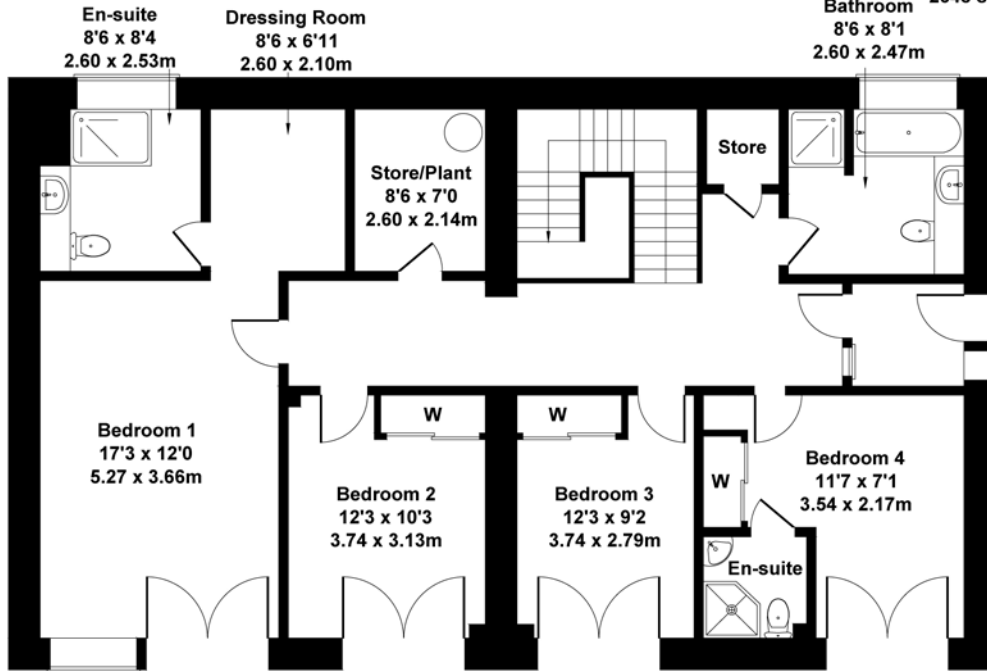 En-suite
8'6 x 8'4
2.60 x 2.53m
Dressing Room
8'6 x 6'11
2.60 x 2.10m
Bathroom
8'6 x 8'1
2.60 x 2.47m
Store/Plant
8'6 x 7'0
2.60 x 2.14m
Store
Bedroom 1
17'3 x 12'0
5.27 x 3.66m
W
Bedroom 2
12'3 x 10'3
3.74 x 3.13m
W
Bedroom 3
12'3 x 9'2
3.74 x 2.79m
W
Bedroom 4
11'7 x 7'1
3.54 x 2.17m
En-suite